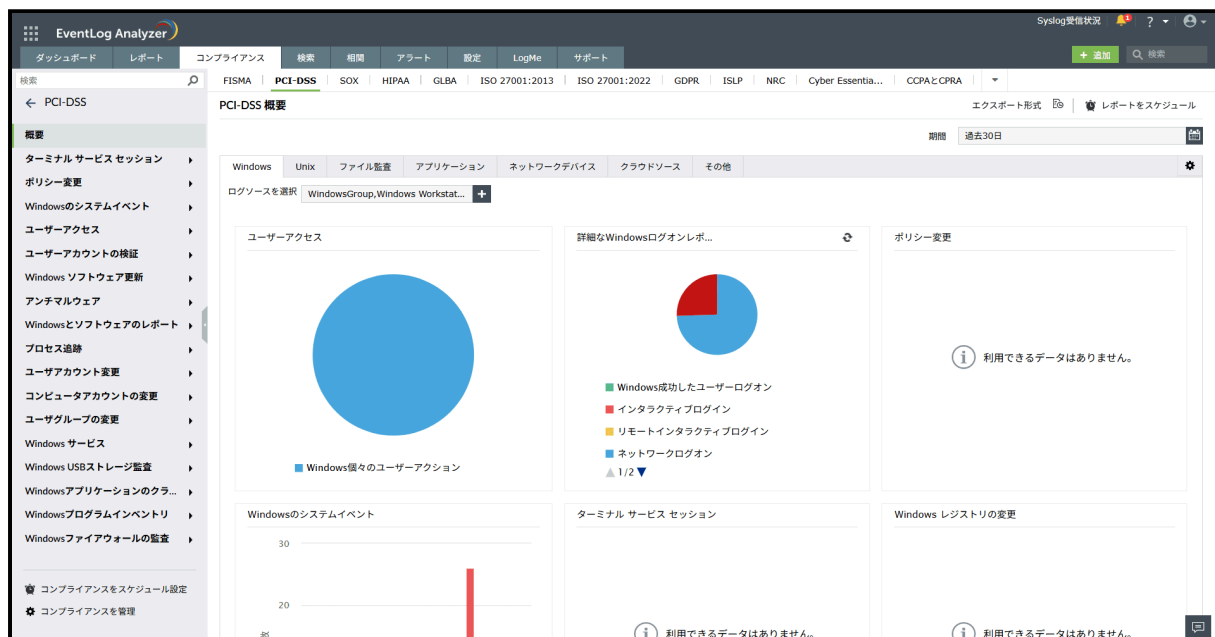 Syslog受信状況
1
?
EventLog Analyzer
ダッシュボード レポート コンプライアンス 検索 相関 アラート 設定 LogMe サポート
+ 追加 検索
検索
FISMA PCI-DSS SOX HIPAA GLBA ISO 27001:2013 ISO 27001:2022 GDPR ISLP NRC Cyber Essentia... CCPAとCPRA
← PCI-DSS
PCI-DSS 概要
エクスポート形式 レポートをスケジュール
概要
ターミナル サービス セッション
ポリシー変更
Windowsのシステムイベント
ユーザーアクセス
ユーザーアカウントの検証
Windows ソフトウェア更新
アンチマルウェア
Windowsとソフトウェアのレポート
プロセス追跡
ユーザアカウント変更
コンピュータアカウントの変更
ユーザグループの変更
Windows サービス
Windows USBストレージ監査
Windowsアプリケーションのクラ...
Windowsプログラムインベントリ
Windowsファイアウォールの監査
コンプライアンスをスケジュール設定
コンプライアンスを管理
期間 過去30日
Windows Unix ファイル監査 アプリケーション ネットワークデバイス クラウドソース その他
ログソースを選択 WindowsGroup,Windows Workstat... +
ユーザーアクセス
Windows個々のユーザーアクション
詳細なWindowsログオンレポ...
Windows成功したユーザーログオン
インタラクティブログイン
リモートインタラクティブログイン
ネットワークログオン
1/2
ポリシー変更
利用できるデータはありません。
Windowsのシステムイベント
30
20
ターミナル サービス セッション
利用できるデータはありません。
Windows レジストリの変更
利用できるデータはありません。